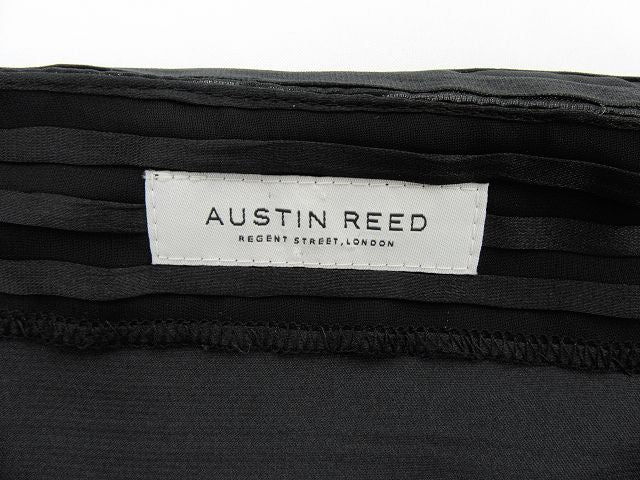 AUSTIN REED
REGENT STREET, LONDON